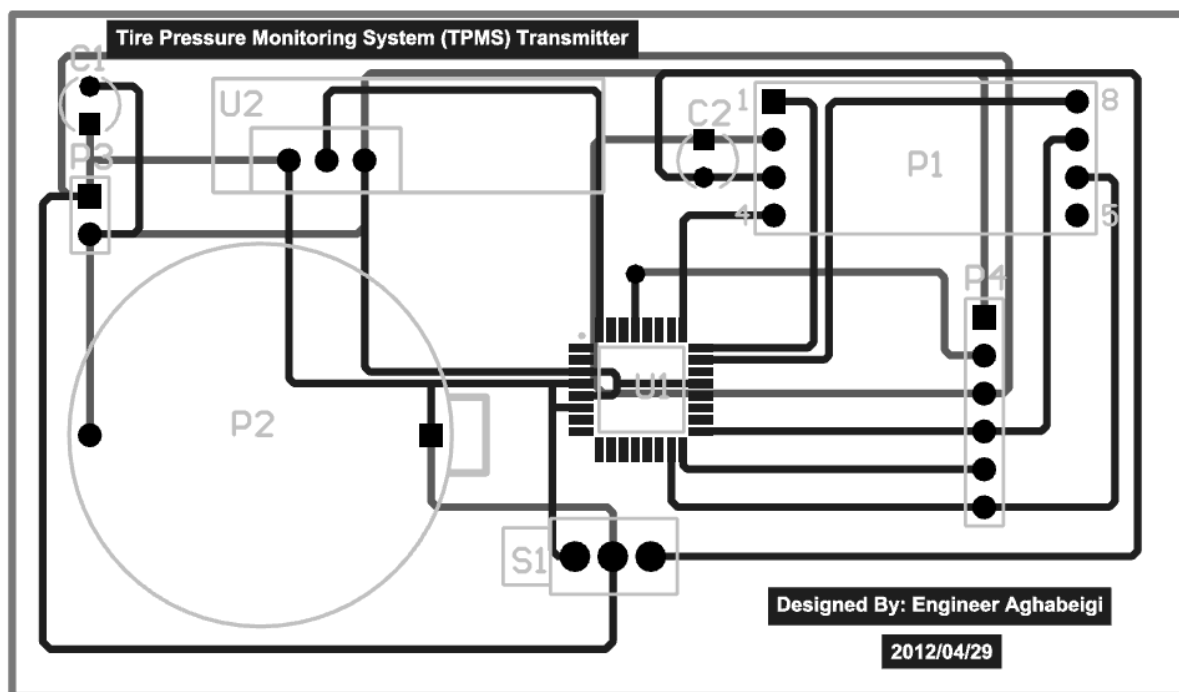 Tire Pressure Monitoring System (TPMS) Transmitter
C1
U2
1
8
C2
P3
P1
4
5
P4
U1
P2
S1
Designed By: Engineer Aghabeigi
2012/04/29